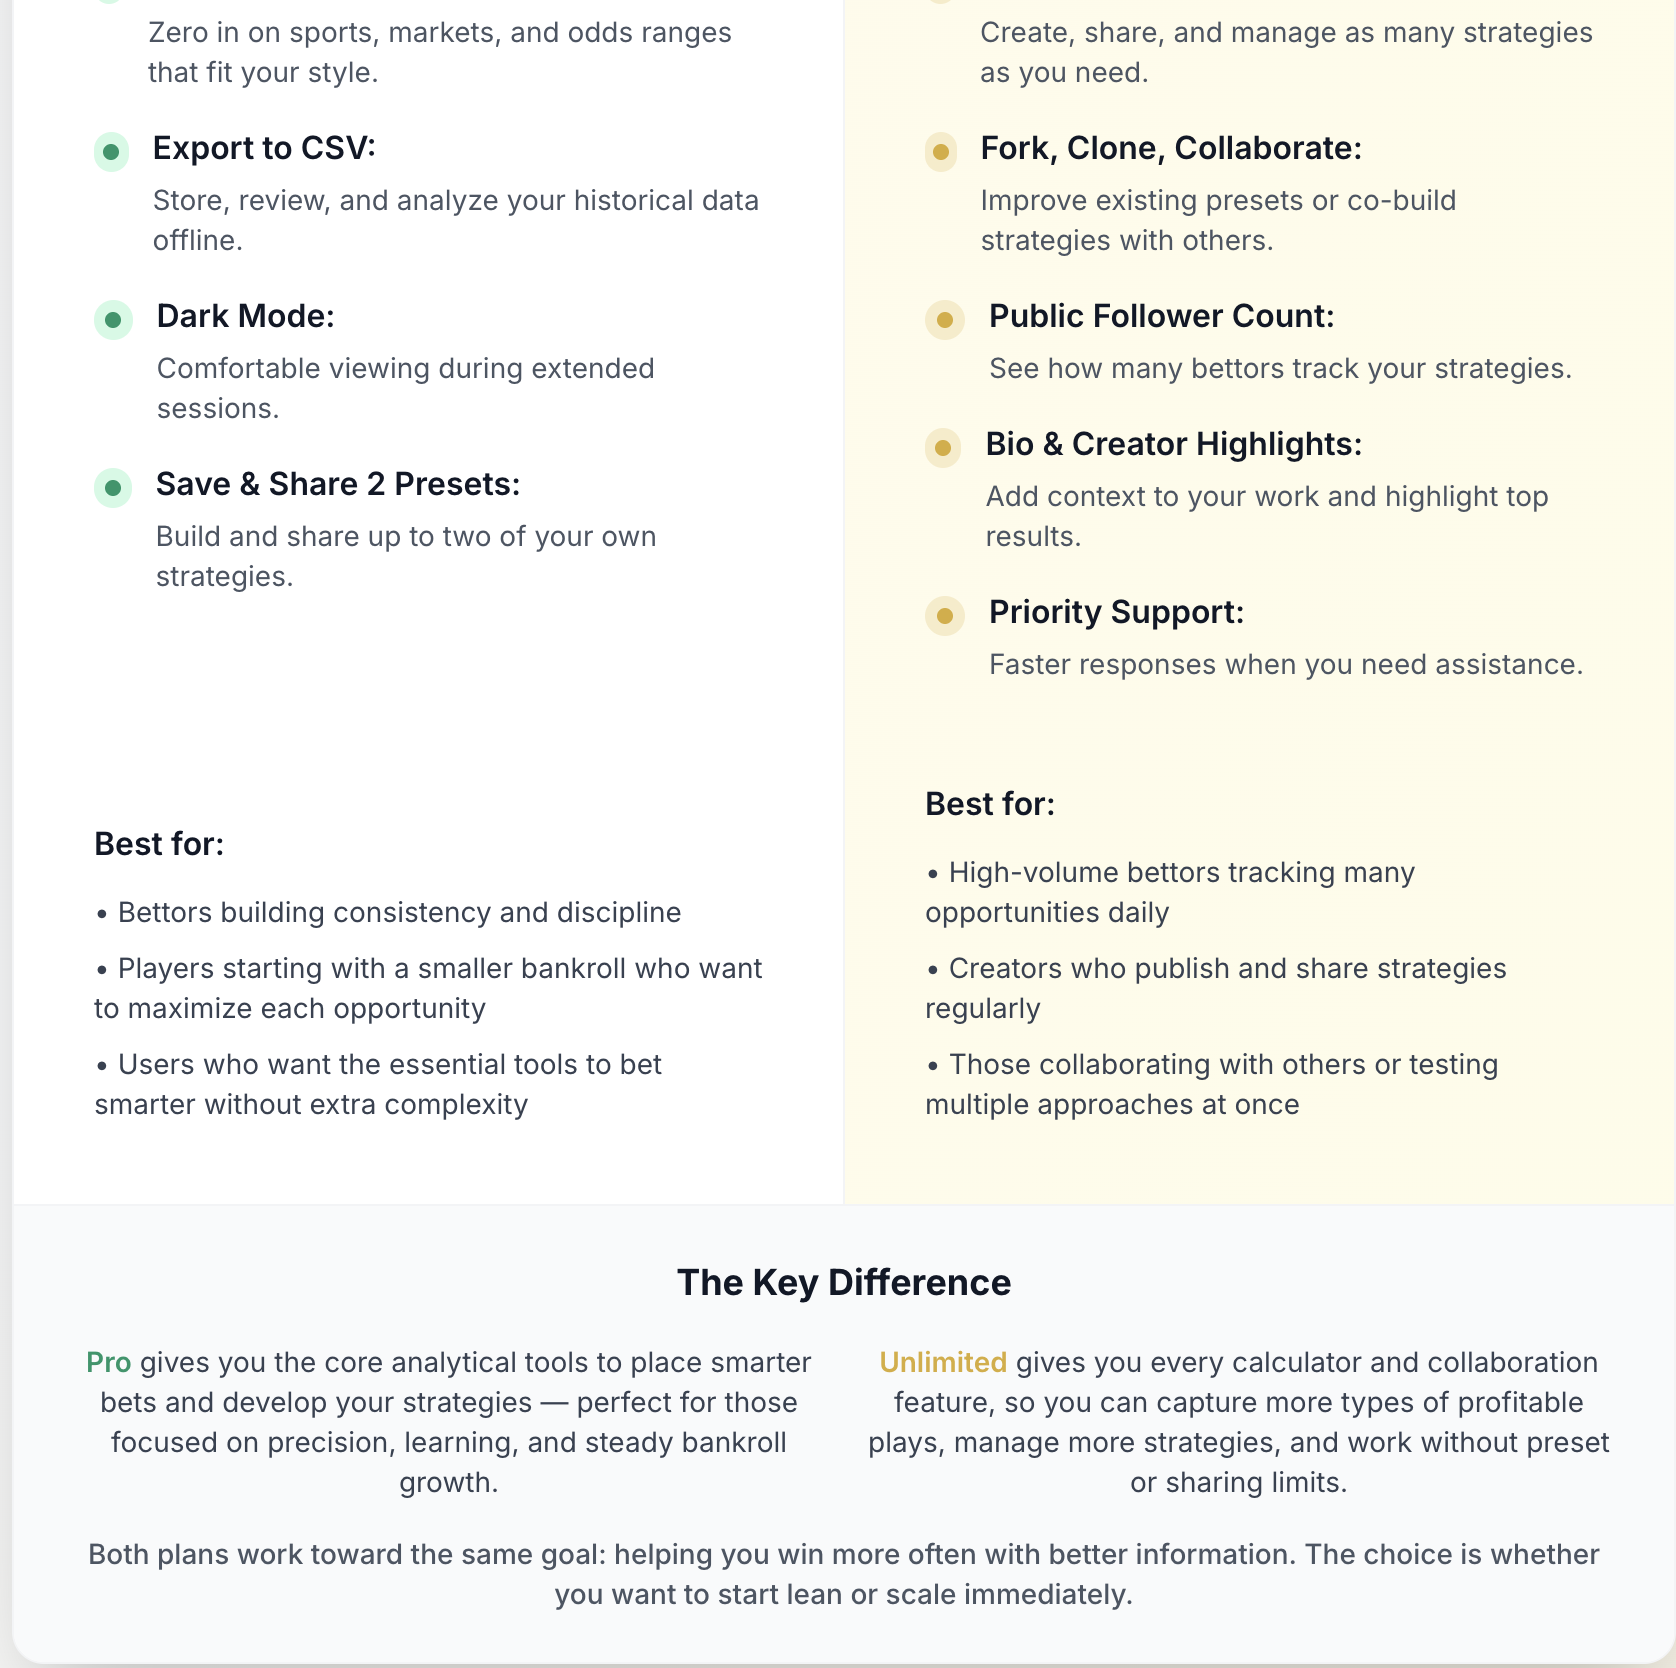 Zero in on sports, markets, and odds ranges
that fit your style.
Export to CSV:
Store, review, and analyze your historical data
offline.
Dark Mode:
Comfortable viewing during extended
sessions.
Save & Share 2 Presets:
Build and share up to two of your own
strategies.
Best for:
• Bettors building consistency and discipline
• Players starting with a smaller bankroll who want
to maximize each opportunity
• Users who want the essential tools to bet
smarter without extra complexity
Create, share, and manage as many strategies
as you need.
Fork, Clone, Collaborate:
Improve existing presets or co-build
strategies with others.
Public Follower Count:
See how many bettors track your strategies.
Bio & Creator Highlights:
Add context to your work and highlight top
results.
Priority Support:
Faster responses when you need assistance.
Best for:
• High-volume bettors tracking many
opportunities daily
• Creators who publish and share strategies
regularly
• Those collaborating with others or testing
multiple approaches at once
The Key Difference
Pro gives you the core analytical tools to place smarter
bets and develop your strategies — perfect for those
focused on precision, learning, and steady bankroll
growth.
Unlimited gives you every calculator and collaboration
feature, so you can capture more types of profitable
plays, manage more strategies, and work without preset
or sharing limits.
Both plans work toward the same goal: helping you win more often with better information. The choice is whether
you want to start lean or scale immediately.